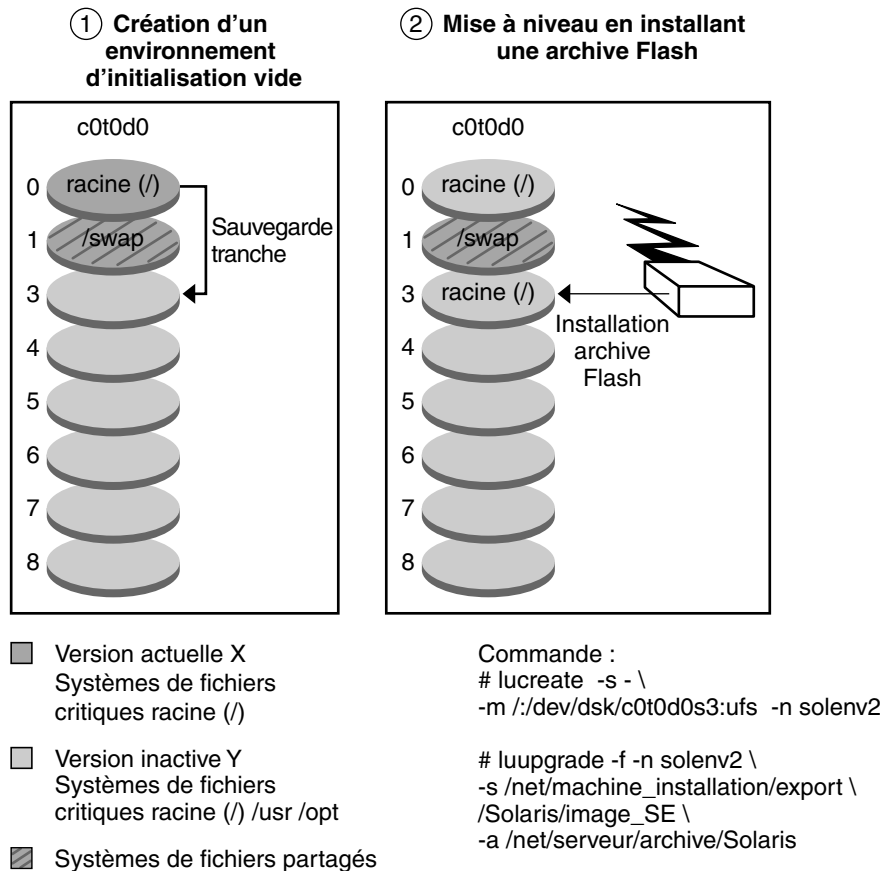 1 Création d'un
environnement
d'initialisation vide
2 Mise à niveau en installant
une archive Flash
c0t0d0
0 racine (/)
1 /swap
3
4
5
6
7
8
Sauvegarde
tranche
c0t0d0
0 racine (/)
1 /swap
3 racine (/)
4
5
6
7
8
Installation
archive
Flash
Version actuelle X
Systèmes de fichiers
critiques racine (/)
Version inactive Y
Systèmes de fichiers
critiques racine (/) /usr /opt
Systèmes de fichiers partagés
Commande :
# lucreate -s - \
-m /:/dev/dsk/c0t0d0s3:ufs -n solenv2
# luupgrade -f -n solenv2 \
-s /net/machine_installation/export \
/Solaris/image_SE \
-a /net/serveur/archive/Solaris